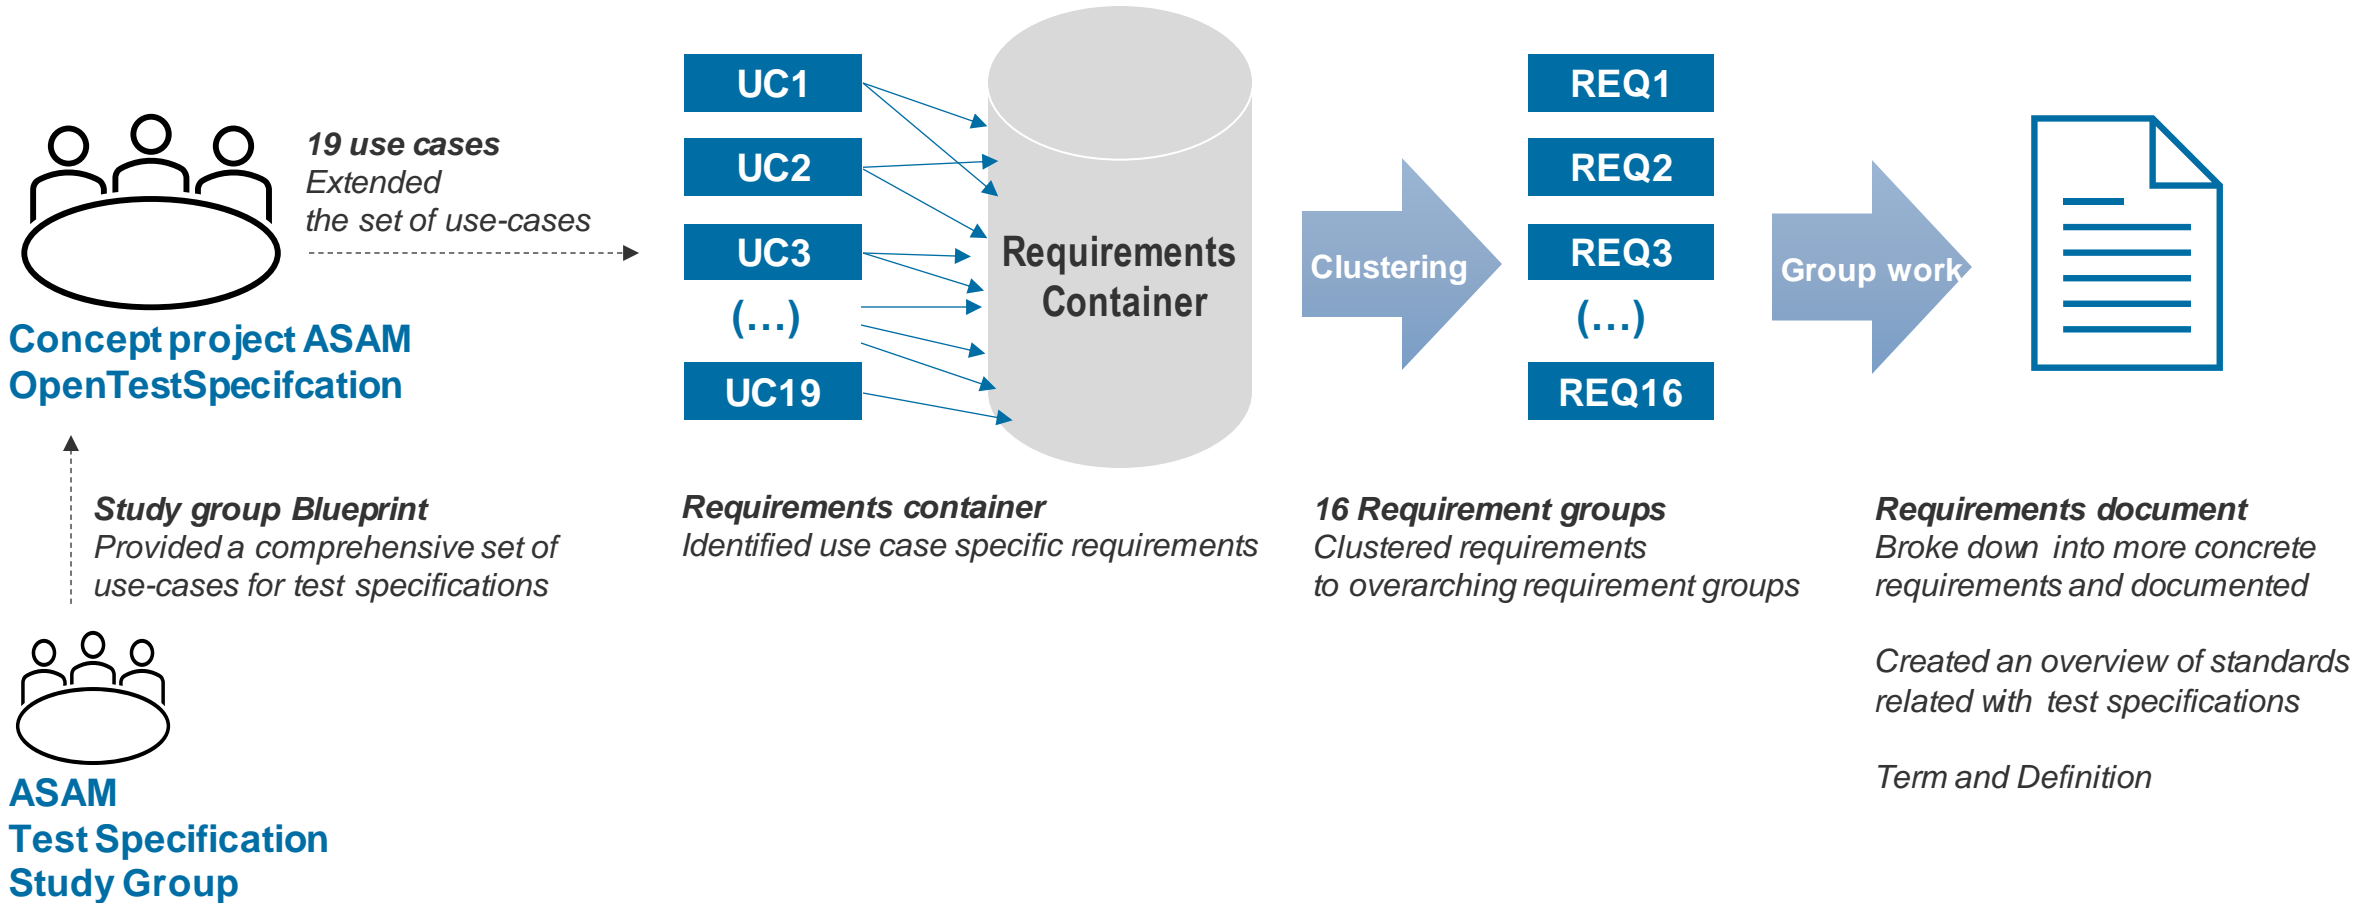 19 use cases
Extended
the set of use-cases
Concept project ASAM
OpenTestSpecifcation
Study group Blueprint
Provided a comprehensive set of
use-cases for test specifications
ASAM
Test Specification
Study Group
UC1
UC2
UC3
(...)
UC19
Requirements
Container
Requirements container
Identified use case specific requirements
Clustering
REQ1
REQ2
REQ3
(...)
REQ16
16 Requirement groups
Clustered requirements
to overarching requirement groups
Group work
Requirements document
Broke down into more concrete
requirements and documented
Created an overview of standards
related with test specifications
Term and Definition